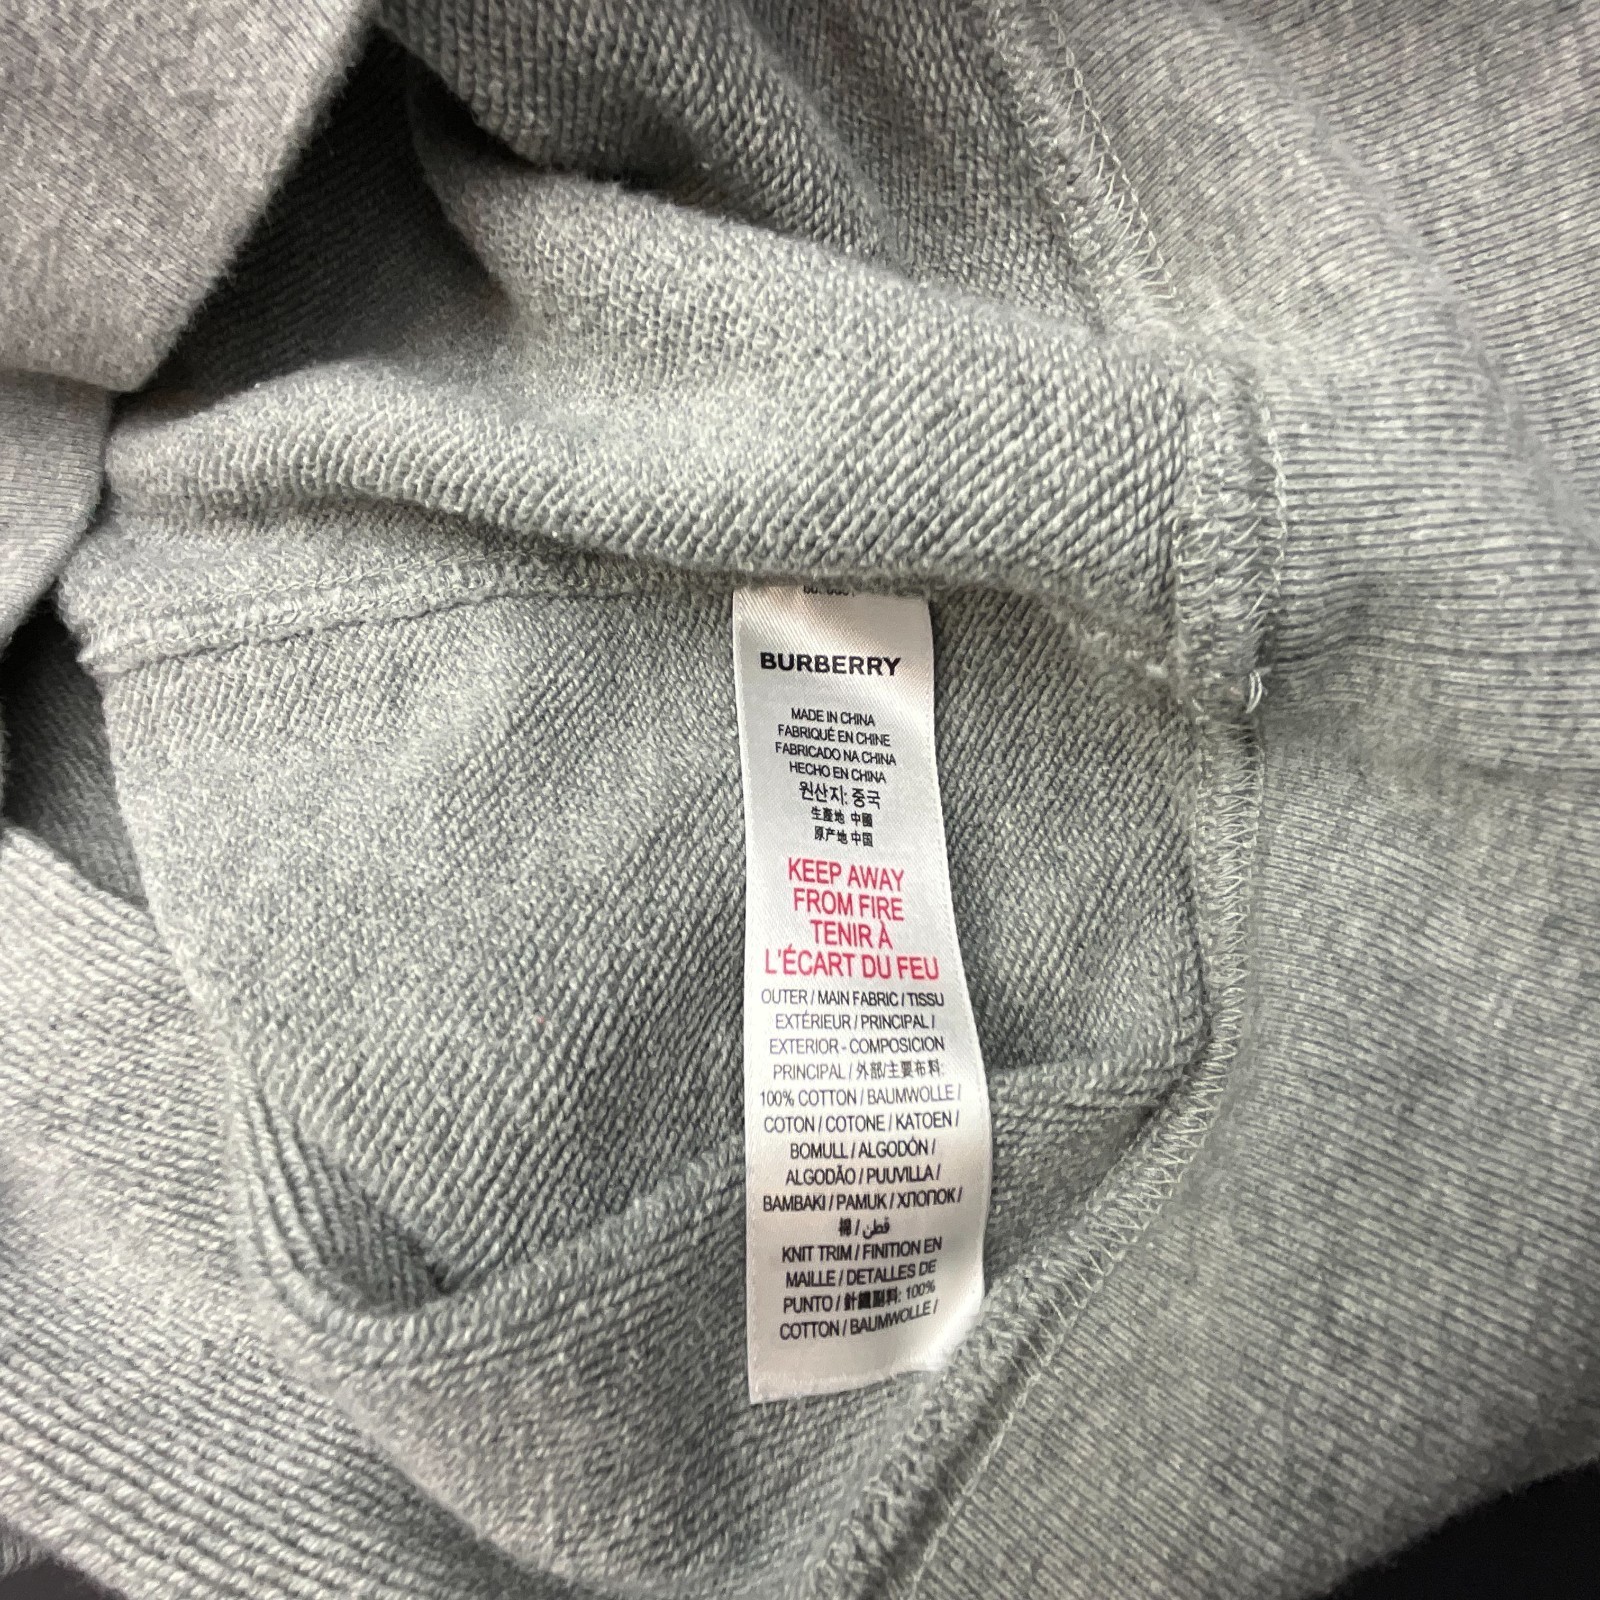 BURBERRY
MADE IN CHINA
FABRIQUÉ EN CHINE
FABRICADO NA CHINA
HECHO EN CHINA
원산지: 중국
生產地 中國
原产地 中国
KEEP AWAY
FROM FIRE
TENIR À
L'ÉCART DU FEU
OUTER / MAIN FABRIC / TISSU
EXTÉRIEUR / PRINCIPAL /
EXTERIOR - COMPOSICION
PRINCIPAL / 外部/主要布料:
100% COTTON / BAUMWOLLE /
COTON / COTONE / KATOEN /
BOMULL / ALGODÓN /
ALGODÃO / PUUVILLA /
BAMBAKI / PAMUK / ХЛОПОК /
棉 / قطن
KNIT TRIM / FINITION EN
MAILLE / DETALLES DE
PUNTO / 針織副料: 100%
COTTON / BAUMWOLLE /